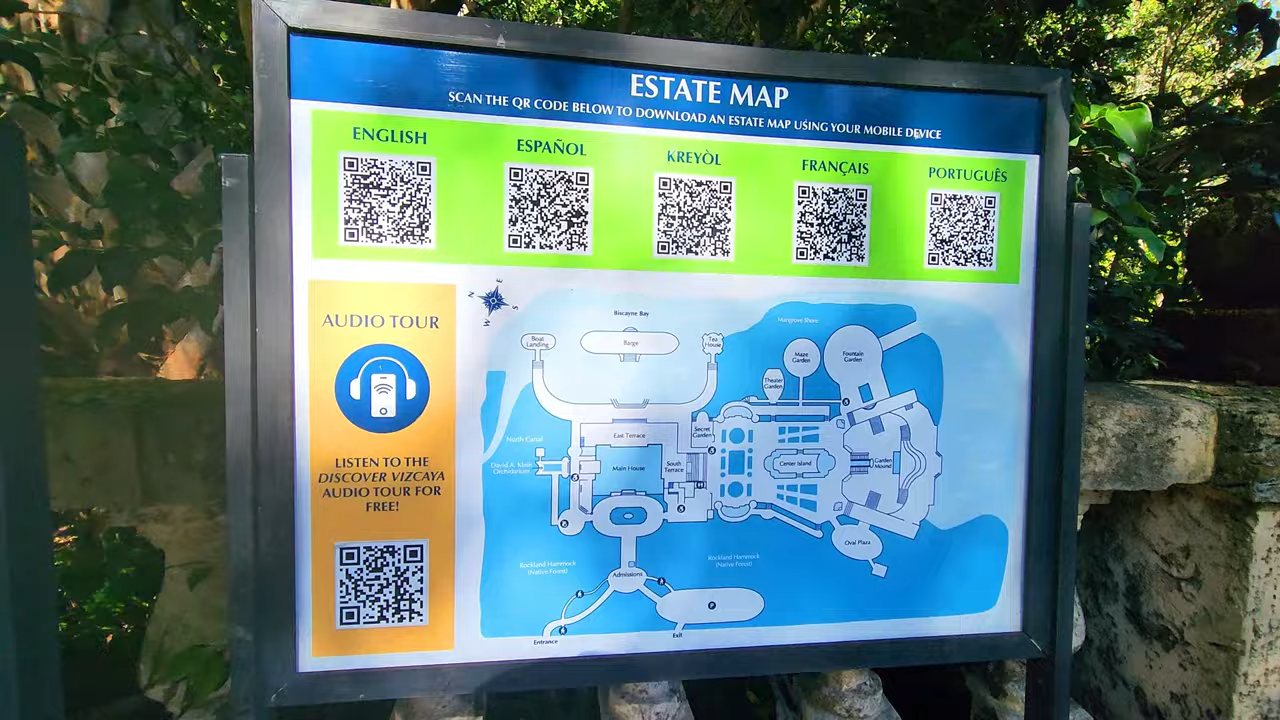 ESTATE MAP
SCAN THE QR CODE BELOW TO DOWNLOAD AN ESTATE MAP USING YOUR MOBILE DEVICE
ENGLISH
ESPAÑOL
KREYÒL
FRANÇAIS
PORTUGUÊS
AUDIO TOUR
LISTEN TO THE
DISCOVER VIZCAYA
AUDIO TOUR FOR
FREE!
N
E
S
W
Biscayne Bay
Mangrove Shore
Boat
Landing
Barge
Tea
House
Maze
Garden
Fountain
Garden
Theater
Garden
North Canal
East Terrace
Secret
Garden
David A. Klein
Orchidarium
Main House
South
Terrace
Center Island
Garden
Mound
Oval Plaza
Rockland Hammock
(Native Forest)
Rockland Hammock
(Native Forest)
Admissions
P
Entrance
Exit